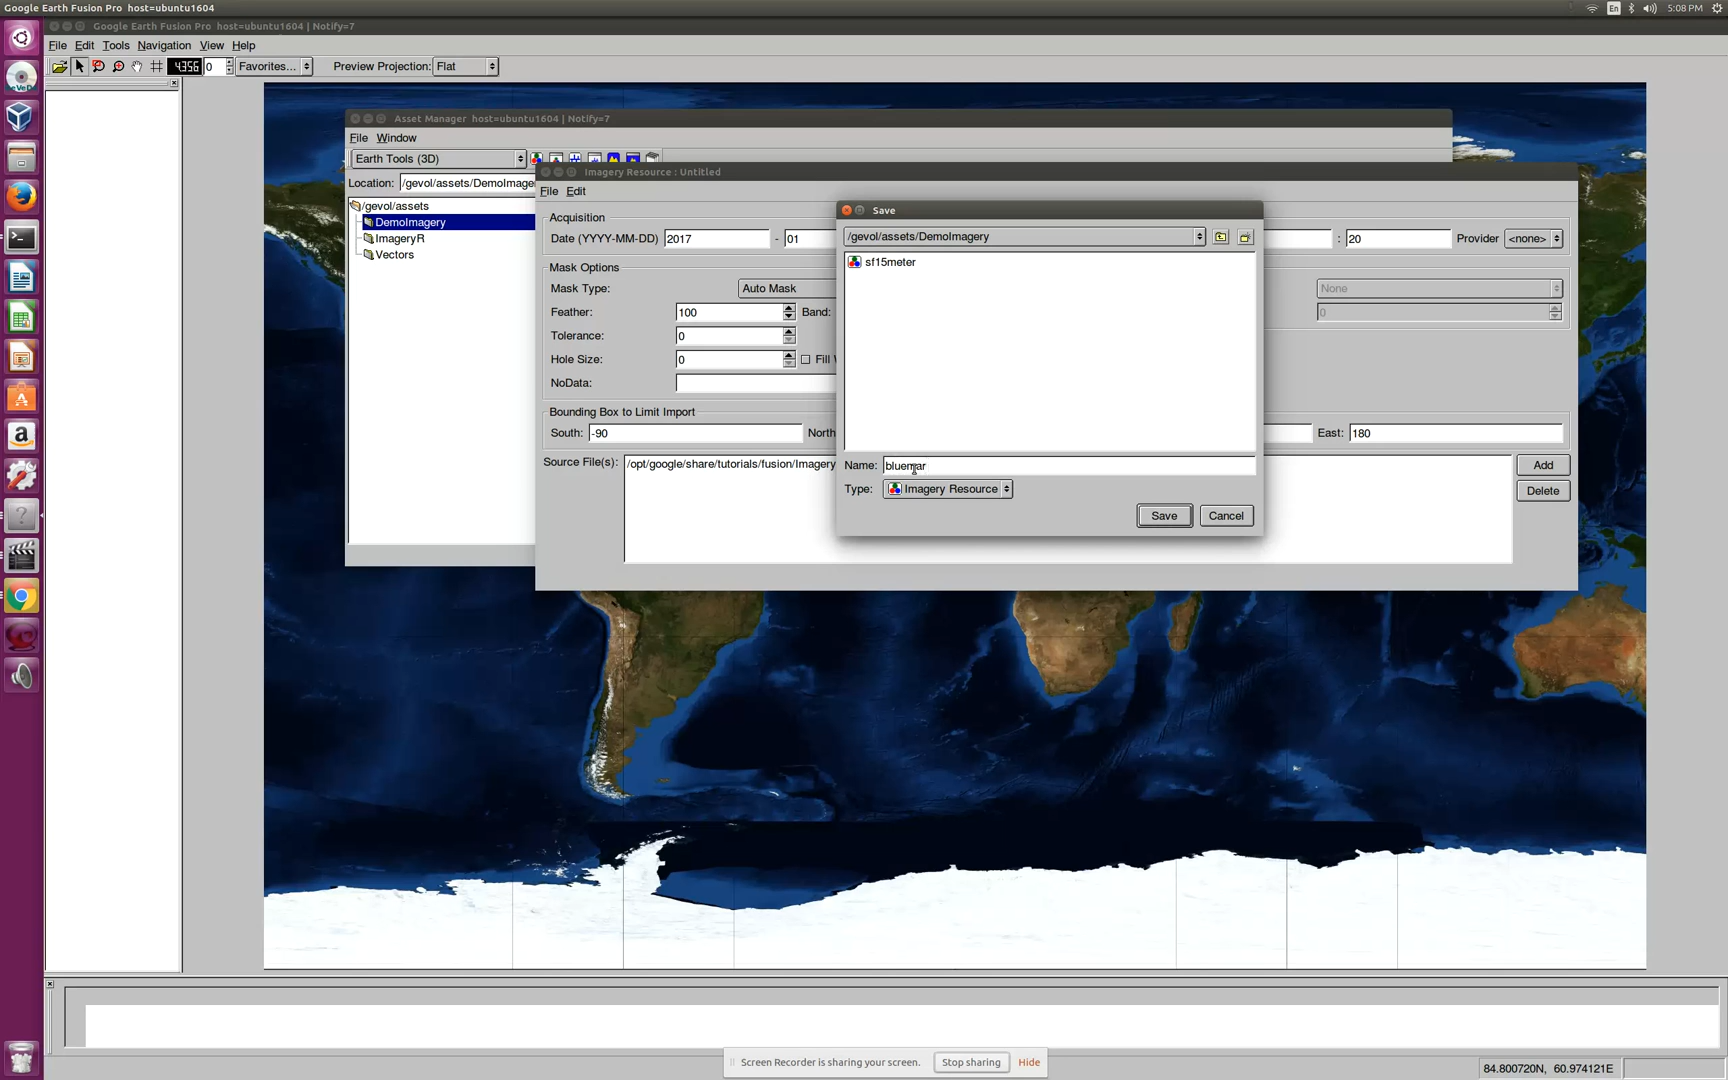 Google Earth Fusion Pro host=ubuntu1604
En
5:08 PM
Google Earth Fusion Pro host=ubuntu1604 | Notify=7
File Edit Tools Navigation View Help
4.356 0 Favorites... Preview Projection: Flat
Asset Manager host=ubuntu1604 | Notify=7
File Window
Earth Tools (3D)
Location: /gevol/assets/DemoImage
/gevol/assets
DemoImagery
ImageryR
Vectors
Imagery Resource : Untitled
File Edit
Acquisition
Date (YYYY-MM-DD) 2017 - 01 : 20 Provider <none>
Mask Options
Mask Type: Auto Mask None
Feather: 100 Band: 0
Tolerance: 0
Hole Size: 0 Fill
NoData:
Bounding Box to Limit Import
South: -90 North East: 180
Source File(s): /opt/google/share/tutorials/fusion/Imagery
Add
Delete
Save
/gevol/assets/DemoImagery
sf15meter
Name: bluemar
Type: Imagery Resource
Save Cancel
Screen Recorder is sharing your screen. Stop sharing Hide
84.800720N, 60.974121E